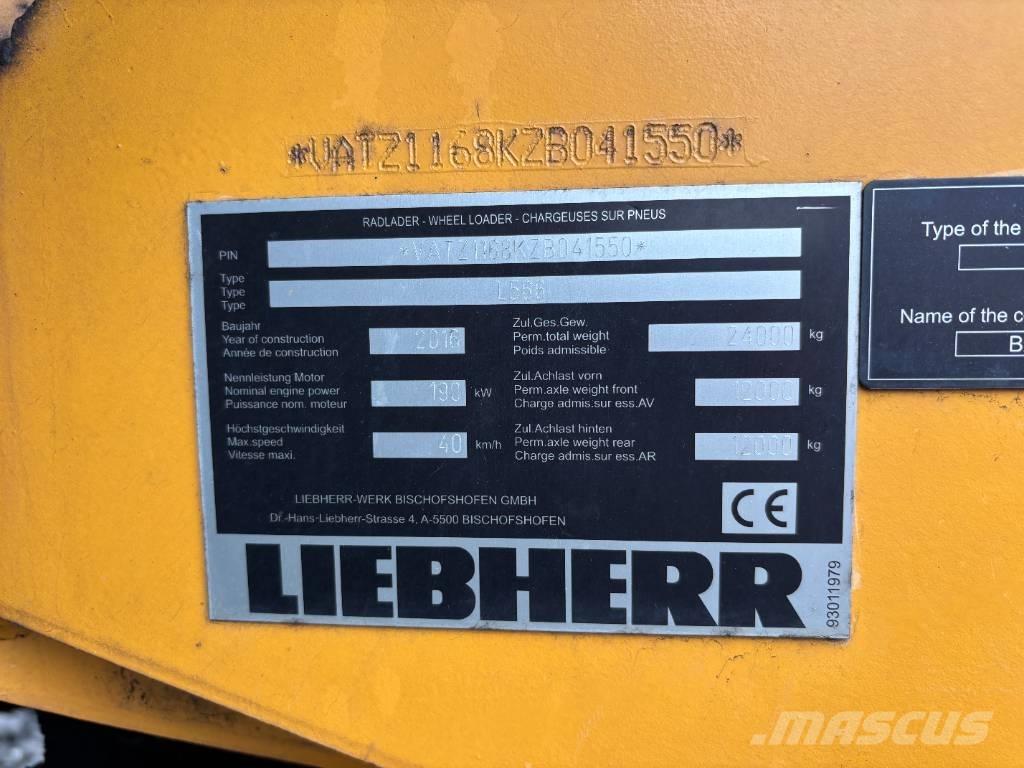 *VATZ1168KZB041550*
RADLADER - WHEEL LOADER - CHARGEUSES SUR PNEUS
PIN *VATZ1168KZB041550*
Type
Type L556
Type
Baujahr
Year of construction 2016
Année de construction
Zul.Ges.Gew.
Perm.total weight 24000 kg
Poids admissible
Nennleistung Motor
Nominal engine power 190 kW
Puissance nom. moteur
Zul.Achlast vorn
Perm.axle weight front 12000 kg
Charge admis.sur ess.AV
Höchstgeschwindigkeit
Max.speed 40 km/h
Vitesse maxi.
Zul.Achlast hinten
Perm.axle weight rear 12000 kg
Charge admis.sur ess.AR
LIEBHERR-WERK BISCHOFSHOFEN GMBH
Dr.-Hans-Liebherr-Strasse 4, A-5500 BISCHOFSHOFEN
CE
LIEBHERR
93011979
Type of the
Name of the c
B
MASCUS